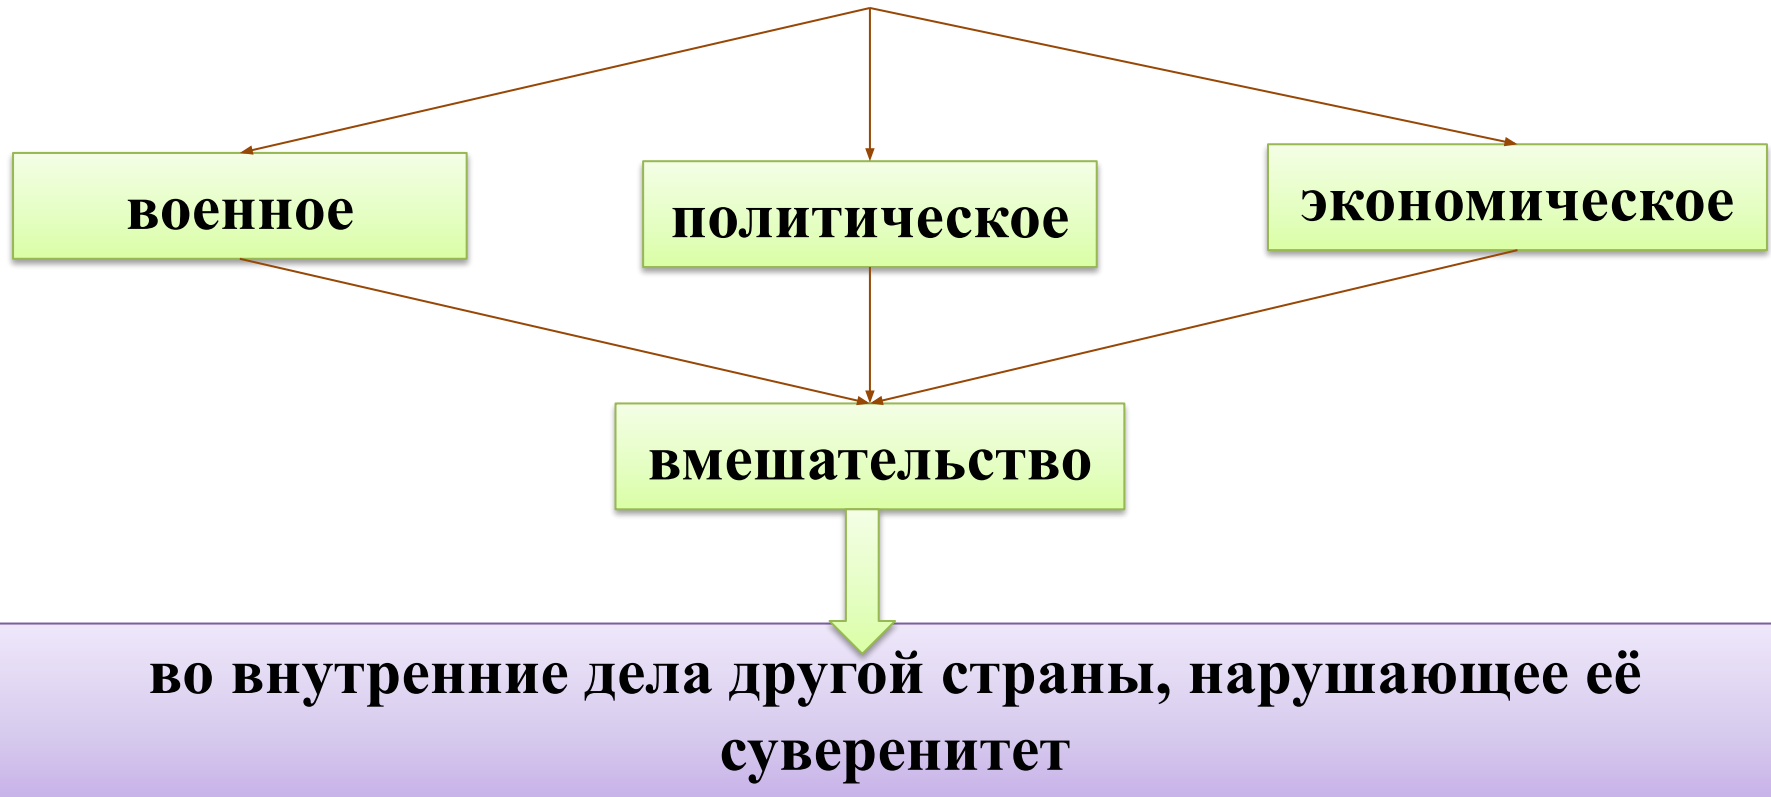 военное
политическое
экономическое
вмешательство
во внутренние дела другой страны, нарушающее её
суверенитет